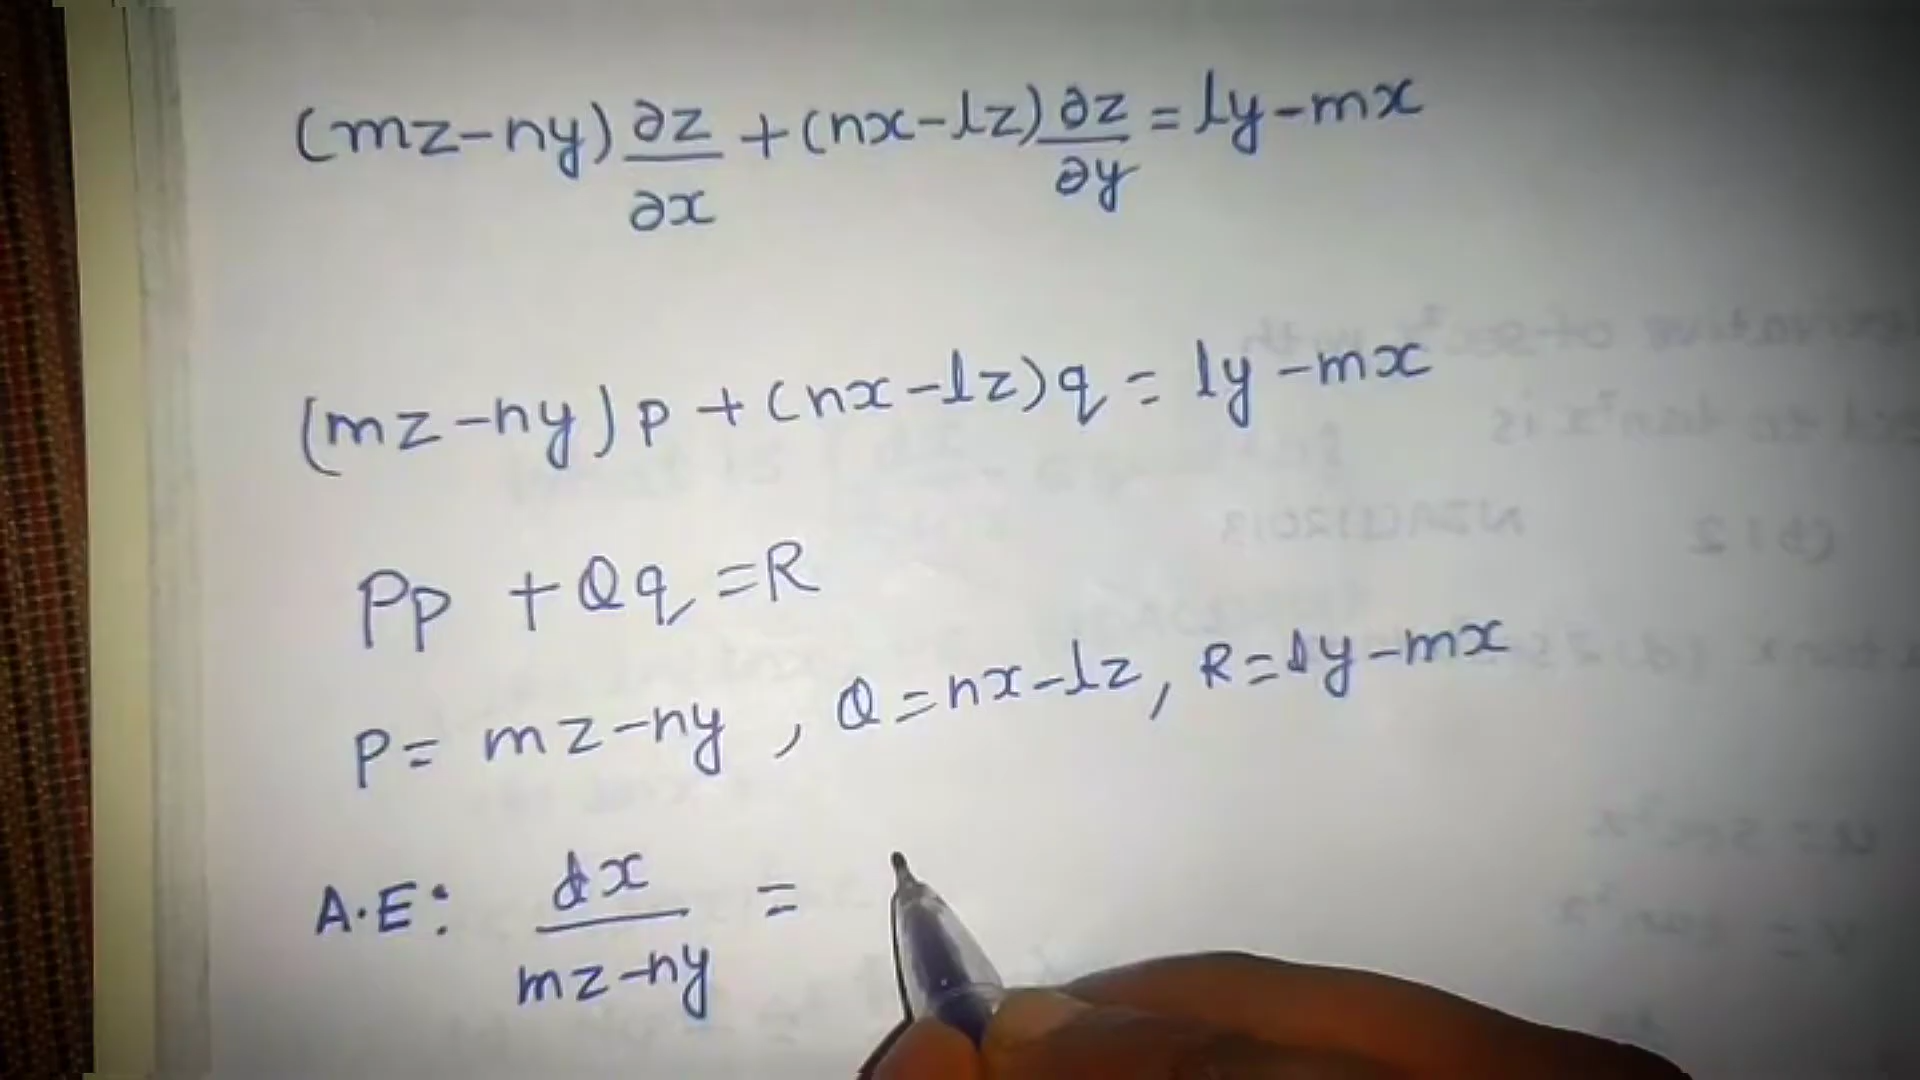 (mz-ny) ∂z/∂x + (nx-lz) ∂z/∂y = ly-mx
(mz-ny)p + (nx-lz)q = ly-mx
Pp + Qq = R
P = mz-ny, Q = nx-lz, R = ly-mx
A.E: dx/mz-ny =